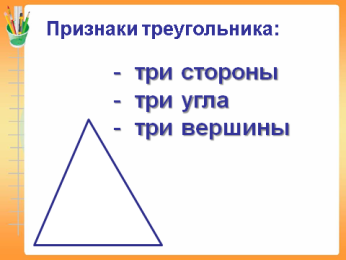 Признаки треугольника:
- три стороны
- три угла
- три вершины